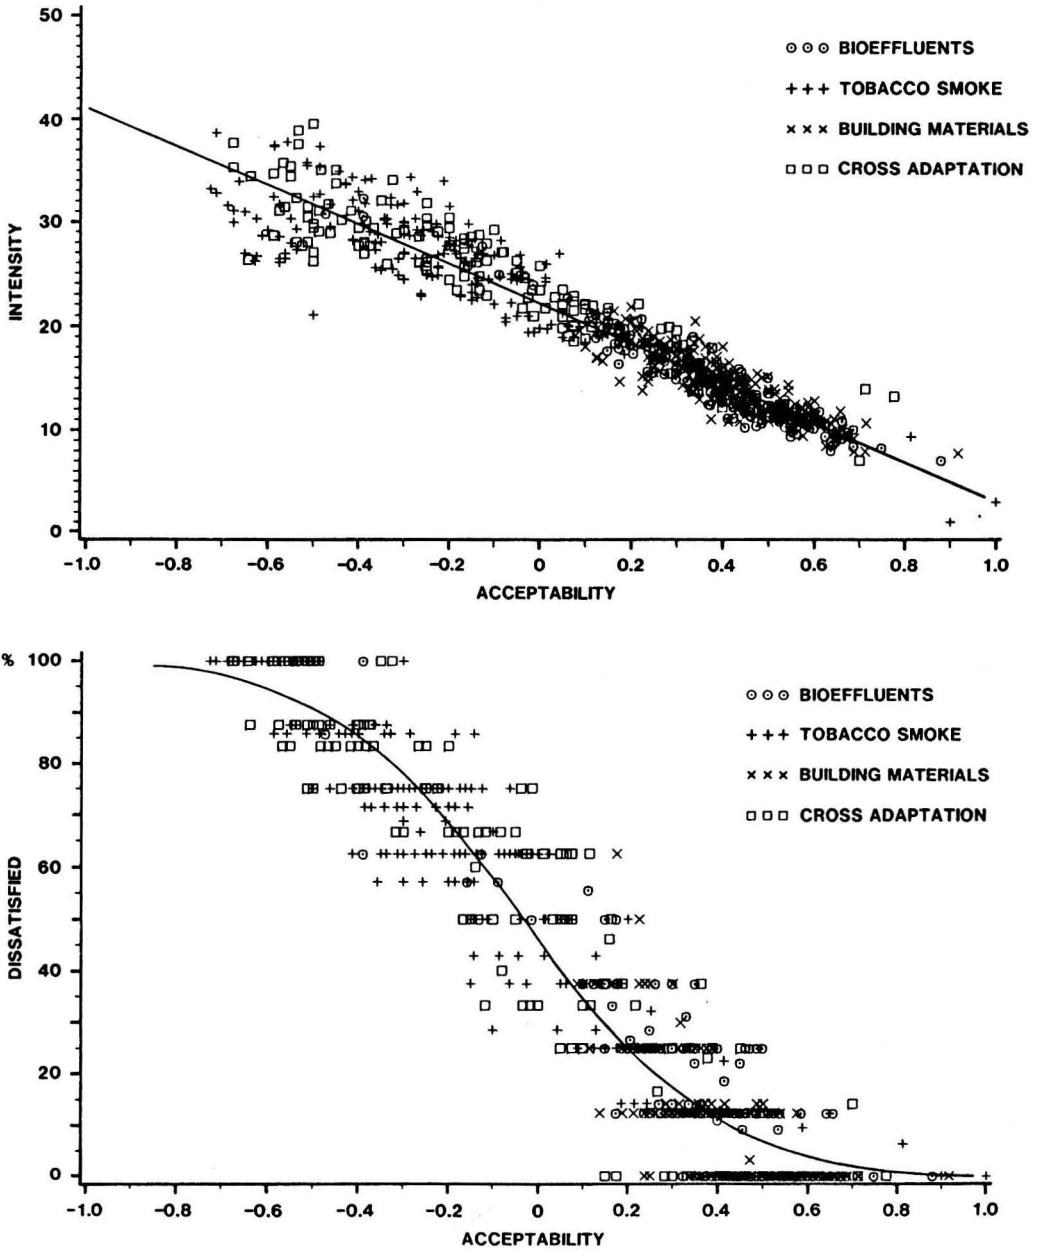 50
40
30
20
10
0
INTENSITY
○○○ BIOEFFLUENTS
+++ TOBACCO SMOKE
××× BUILDING MATERIALS
□□□ CROSS ADAPTATION
-1.0 -0.8 -0.6 -0.4 -0.2 0 0.2 0.4 0.6 0.8 1.0
ACCEPTABILITY
% 100
80
60
40
20
0
DISSATISFIED
○○○ BIOEFFLUENTS
+++ TOBACCO SMOKE
××× BUILDING MATERIALS
□□□ CROSS ADAPTATION
-1.0 -0.8 -0.6 -0.4 -0.2 0 0.2 0.4 0.6 0.8 1.0
ACCEPTABILITY